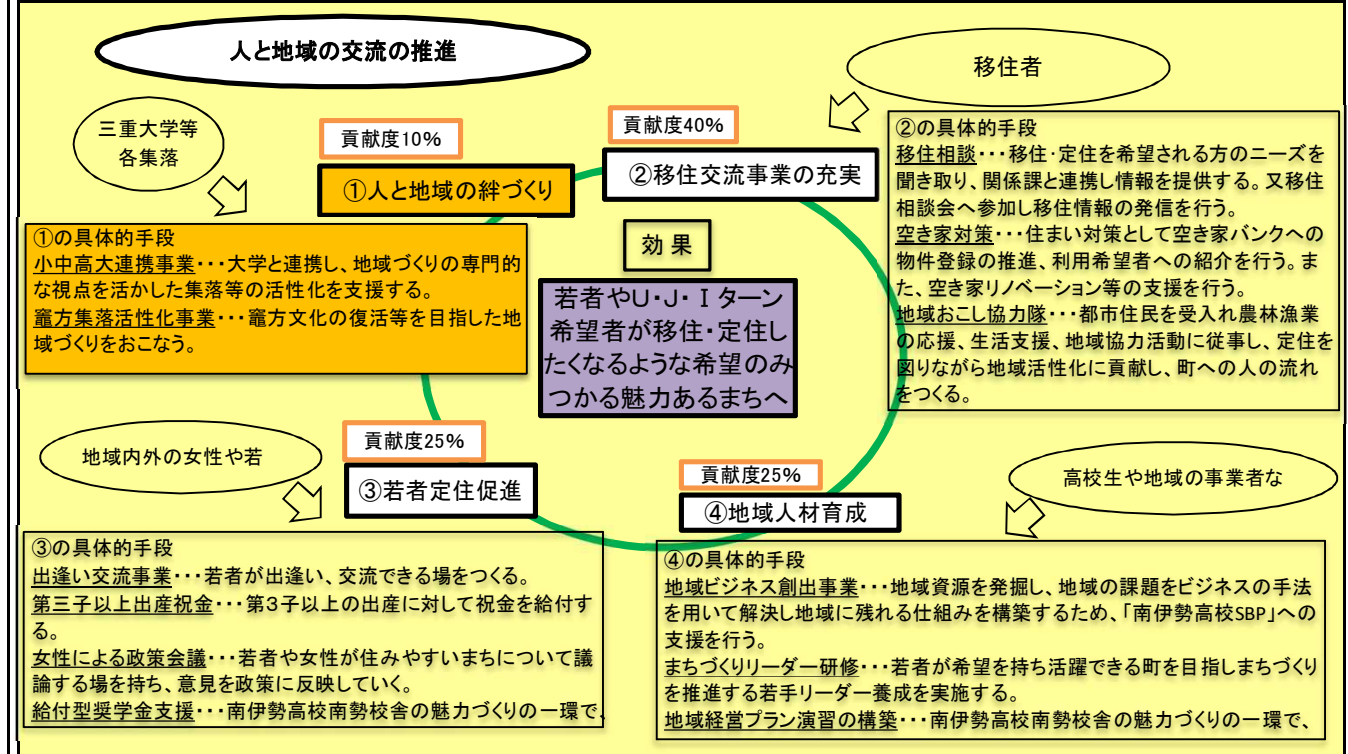 人と地域の交流の推進
移住者
三重大学等
各集落
貢献度10%
①人と地域の絆づくり
貢献度40%
②移住交流事業の充実
①の具体的手段
小中高大連携事業・・・大学と連携し、地域づくりの専門的
な視点を活かした集落等の活性化を支援する。
竈方集落活性化事業・・・竈方文化の復活等を目指した地
域づくりをおこなう。
効 果
若者やU・J・Iターン
希望者が移住・定住し
たくなるような希望のみ
つかる魅力あるまちへ
②の具体的手段
移住相談・・・移住・定住を希望される方のニーズを
聞き取り、関係課と連携し情報を提供する。又移住
相談会へ参加し移住情報の発信を行う。
空き家対策・・・住まい対策として空き家バンクへの
物件登録の推進、利用希望者への紹介を行う。ま
た、空き家リノベーション等の支援を行う。
地域おこし協力隊・・・都市住民を受入れ農林漁業
の応援、生活支援、地域協力活動に従事し、定住を
図りながら地域活性化に貢献し、町への人の流れ
をつくる。
地域内外の女性や若
貢献度25%
③若者定住促進
貢献度25%
④地域人材育成
高校生や地域の事業者な
③の具体的手段
出逢い交流事業・・・若者が出逢い、交流できる場をつくる。
第三子以上出産祝金・・・第3子以上の出産に対して祝金を給付す
る。
女性による政策会議・・・若者や女性が住みやすいまちについて議
論する場を持ち、意見を政策に反映していく。
給付型奨学金支援・・・南伊勢高校南勢校舎の魅力づくりの一環で、
④の具体的手段
地域ビジネス創出事業・・・地域資源を発掘し、地域の課題をビジネスの手法
を用いて解決し地域に残れる仕組みを構築するため、「南伊勢高校SBP」への
支援を行う。
まちづくりリーダー研修・・・若者が希望を持ち活躍できる町を目指しまちづくり
を推進する若手リーダー養成を実施する。
地域経営プラン演習の構築・・・南伊勢高校南勢校舎の魅力づくりの一環で、